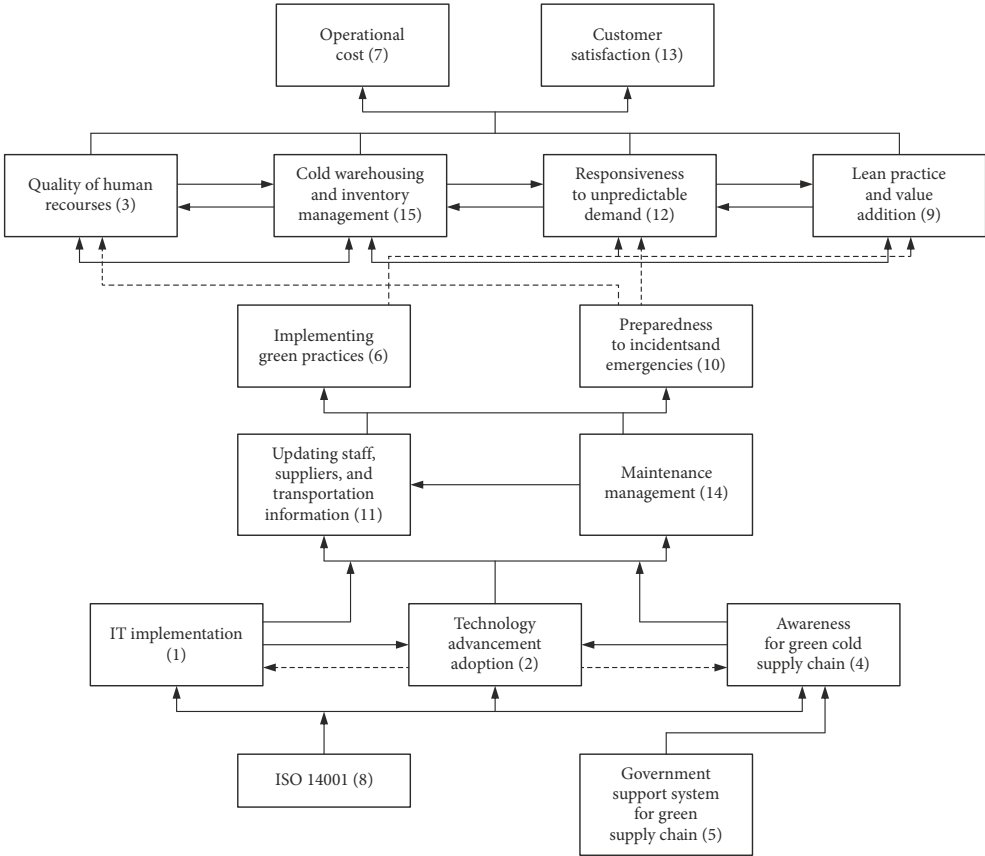 Operational
cost (7)
Customer
satisfaction (13)
Quality of human
recourses (3)
Cold warehousing
and inventory
management (15)
Responsiveness
to unpredictable
demand (12)
Lean practice
and value
addition (9)
Implementing
green practices (6)
Preparedness
to incidentsand
emergencies (10)
Updating staff,
suppliers, and
transportation
information (11)
Maintenance
management (14)
IT implementation
(1)
Technology
advancement
adoption (2)
Awareness
for green cold
supply chain (4)
ISO 14001 (8)
Government
support system
for green
supply chain (5)